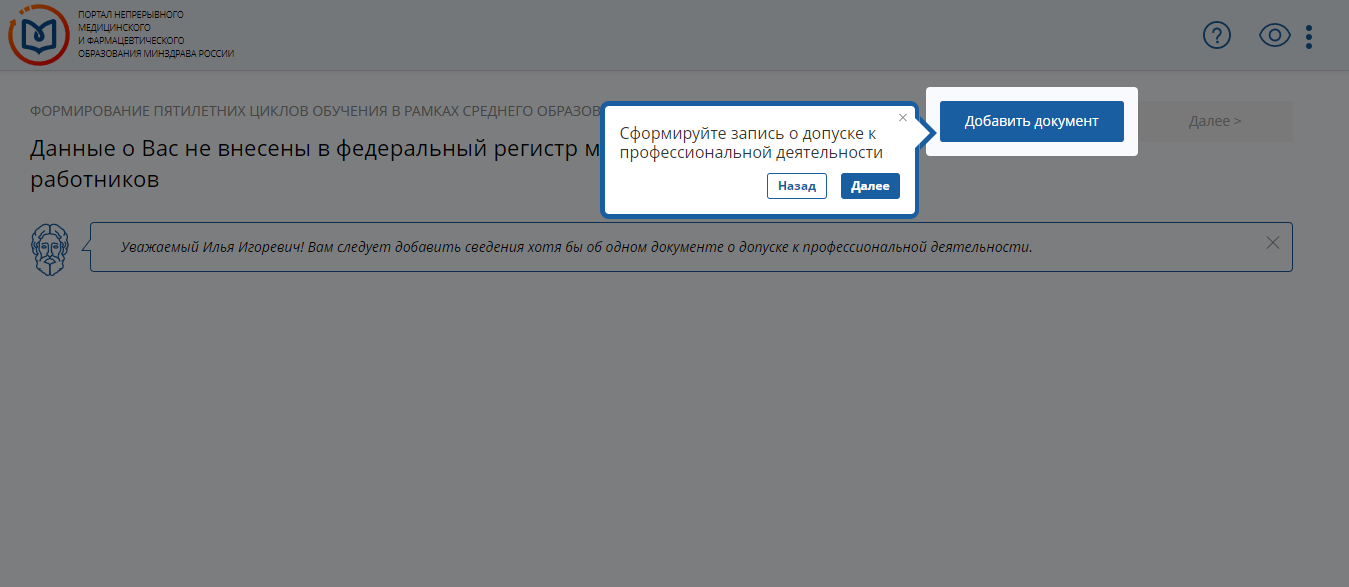 ПОРТАЛ НЕПРЕРЫВНОГО
МЕДИЦИНСКОГО
И ФАРМАЦЕВТИЧЕСКОГО
ОБРАЗОВАНИЯ МИНЗДРАВА РОССИИ
?
ФОРМИРОВАНИЕ ПЯТИЛЕТНИХ ЦИКЛОВ ОБУЧЕНИЯ В РАМКАХ СРЕДНЕГО
Данные о Вас не внесены в федеральный регистр
работников
Сформируйте запись о допуске к
профессиональной деятельности
Назад
Далее
Добавить документ
Далее >
Уважаемый Илья Игоревич! Вам следует добавить сведения хотя бы об одном документе о допуске к профессиональной деятельности.